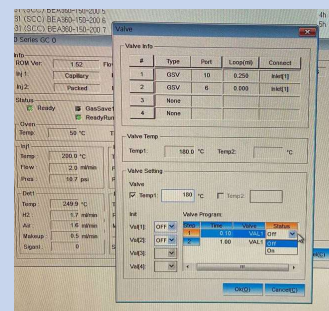 31 (SCC) BEA360-150-200 5
31 (SCC) BEA360-150-200 6
31 (SCC) BEA360-150-200 7
Series GC
Info
ROM Ver: 1.52
Inj 1: Capillary
Inj 2: Packed
Status
Ready GasSave
ReadyRun
Oven
Temp: 50 °C
Inj1
Temp 200.0 °C
Flow 2.0 ml/min
Pres 10.7 psi
Det1
Temp 249.9 °C
H2 1.7 ml/min
Air 1.6 ml/min
Makeup 0.5 ml/min
Signal 0
Valve
Valve Info
# Type Port Loop(ml) Connect
1 GSV 10 0.250 Inlet[1]
2 GSV 6 0.000 Inlet[1]
3 None
4 None
Valve Temp
Temp1: 180.0 °C Temp2: °C
Valve Setting
Valve
Temp1: 180 °C Temp2:
Init Valve Program:
Val[1]: OFF
Val[2]: OFF
Val[3]:
Val[4]:
Step Time Valve Status
1 0.10 VAL1 Off
2 1.00 VAL1 Off
On
Ok(O) Cancel(C)